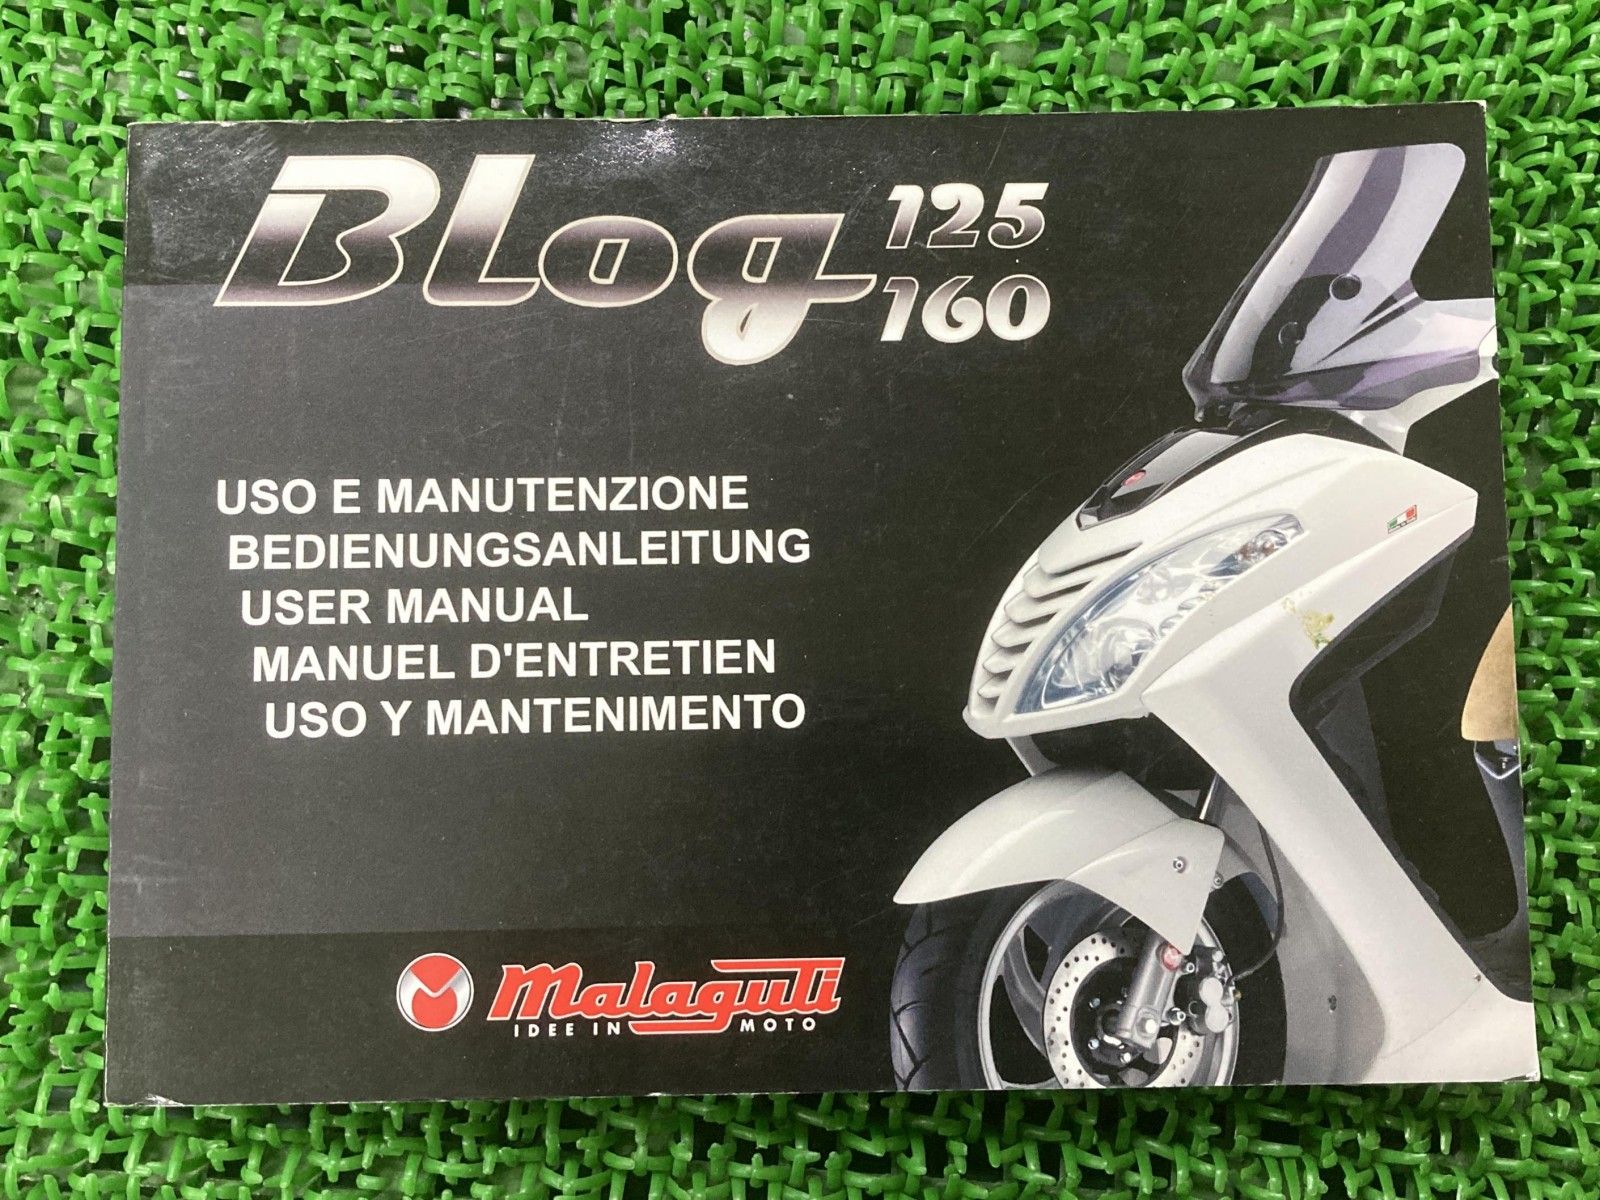 BLog 125
160
USO E MANUTENZIONE
BEDIENUNGSANLEITUNG
USER MANUAL
MANUEL D'ENTRETIEN
USO Y MANTENIMENTO
Malaguti
IDEE IN MOTO